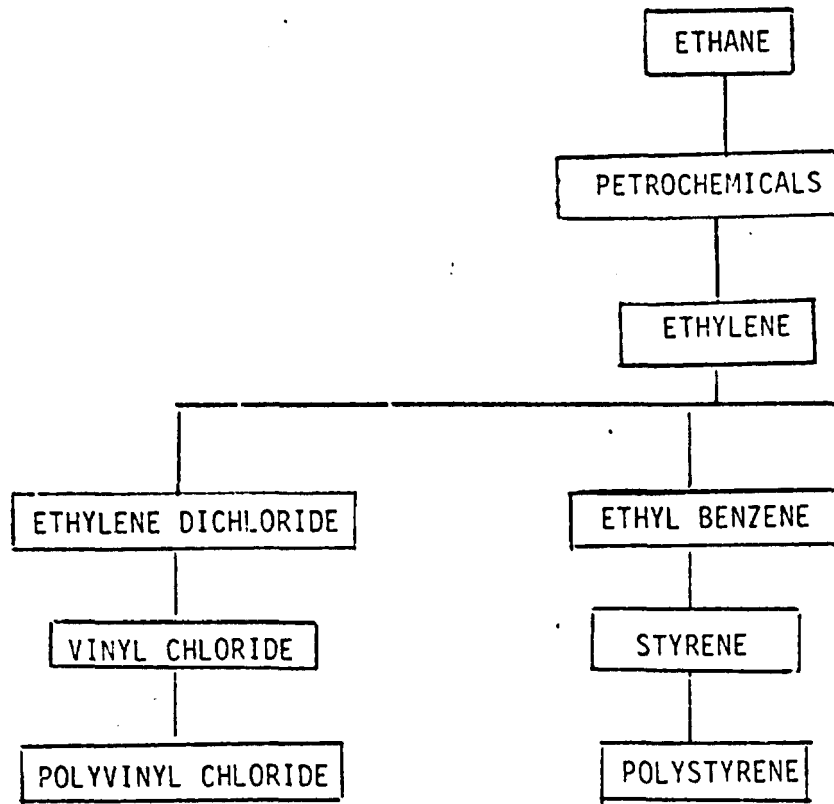 ETHANE
PETROCHEMICALS
ETHYLENE
ETHYLENE DICHLORIDE
ETHYL BENZENE
VINYL CHLORIDE
STYRENE
POLYVINYL CHLORIDE
POLYSTYRENE